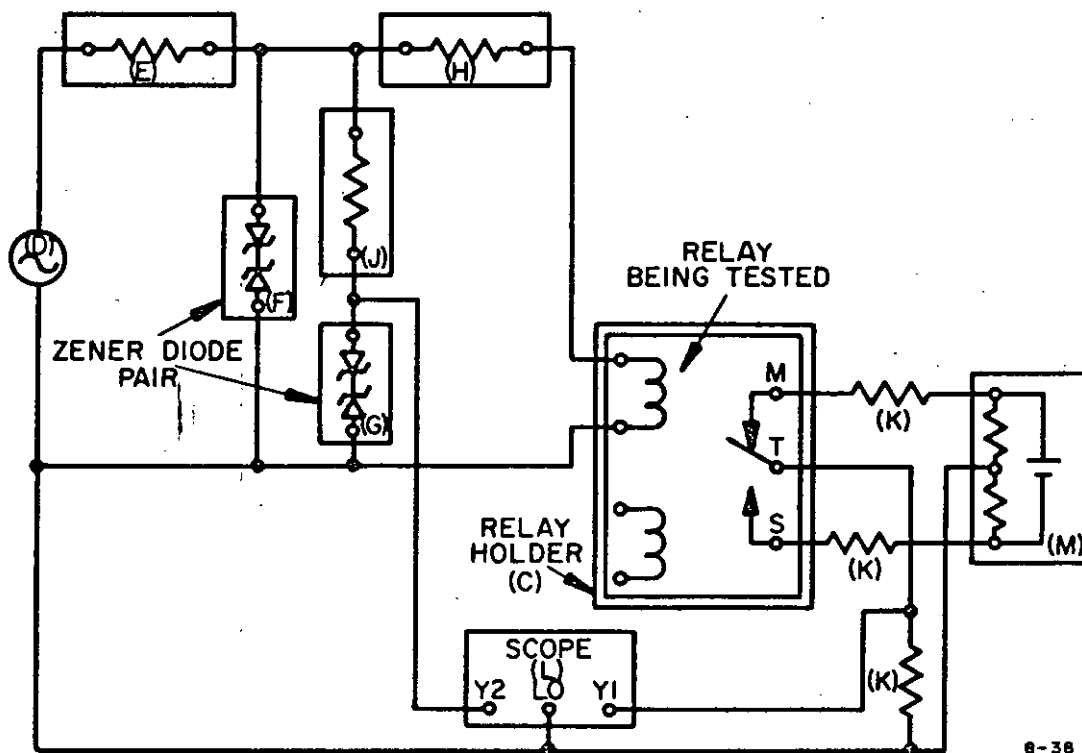 (E)
(H)
(D)
(J)
(F)
ZENER DIODE
PAIR
(G)
RELAY
BEING TESTED
M
(K)
T
S
(K)
(M)
RELAY
HOLDER
(C)
SCOPE
(L)
Y2 LO Y1
(K)
8-38